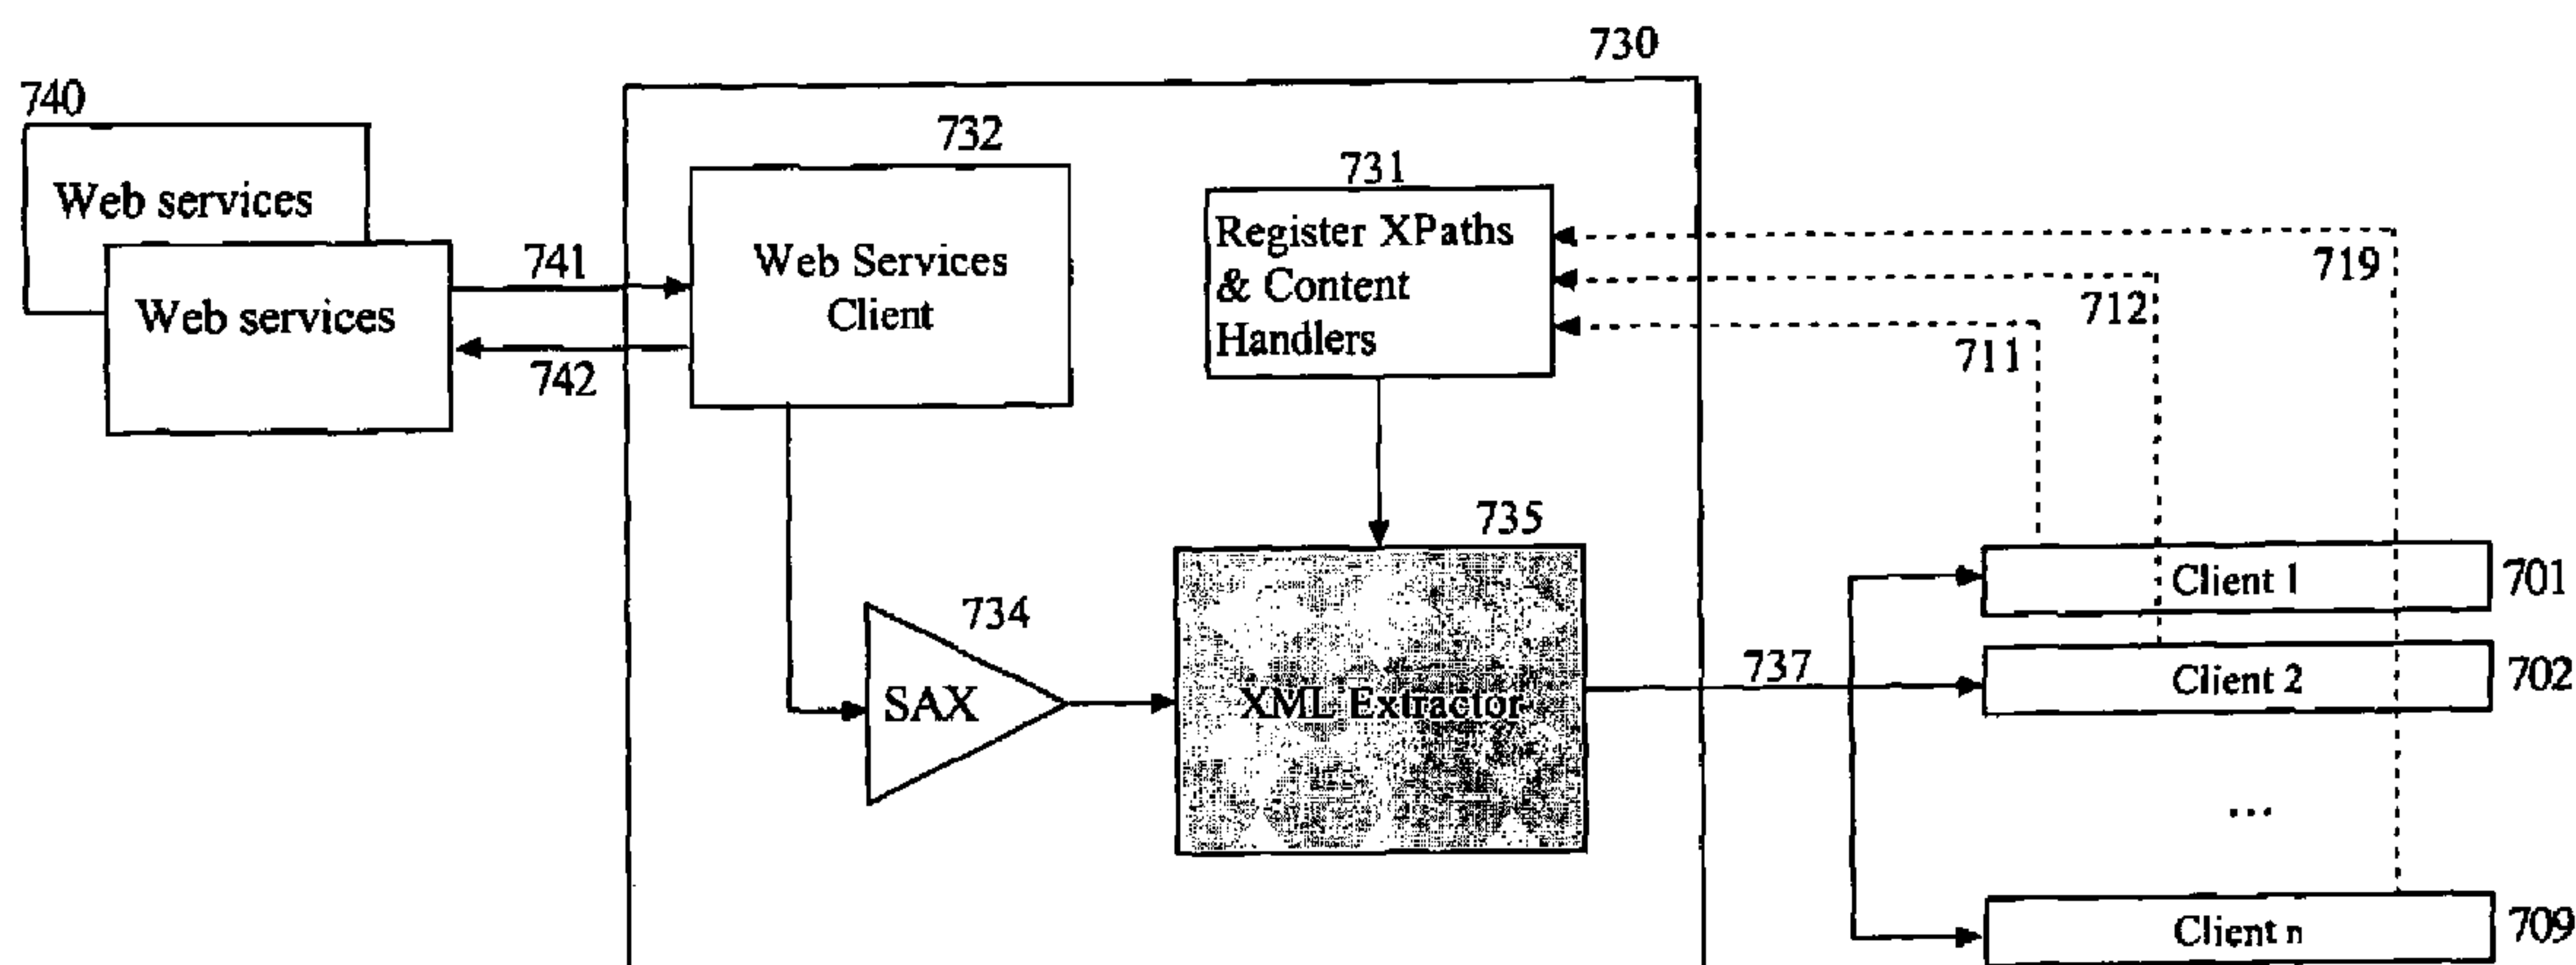 730
740
732
731
Web services
Register XPaths
& Content
Handlers
Web Services
Client
741
Web services
742
719
712
711
735
734
SAX
XML Extractor
737
Client 1
701
Client 2
702
...
Client n
709